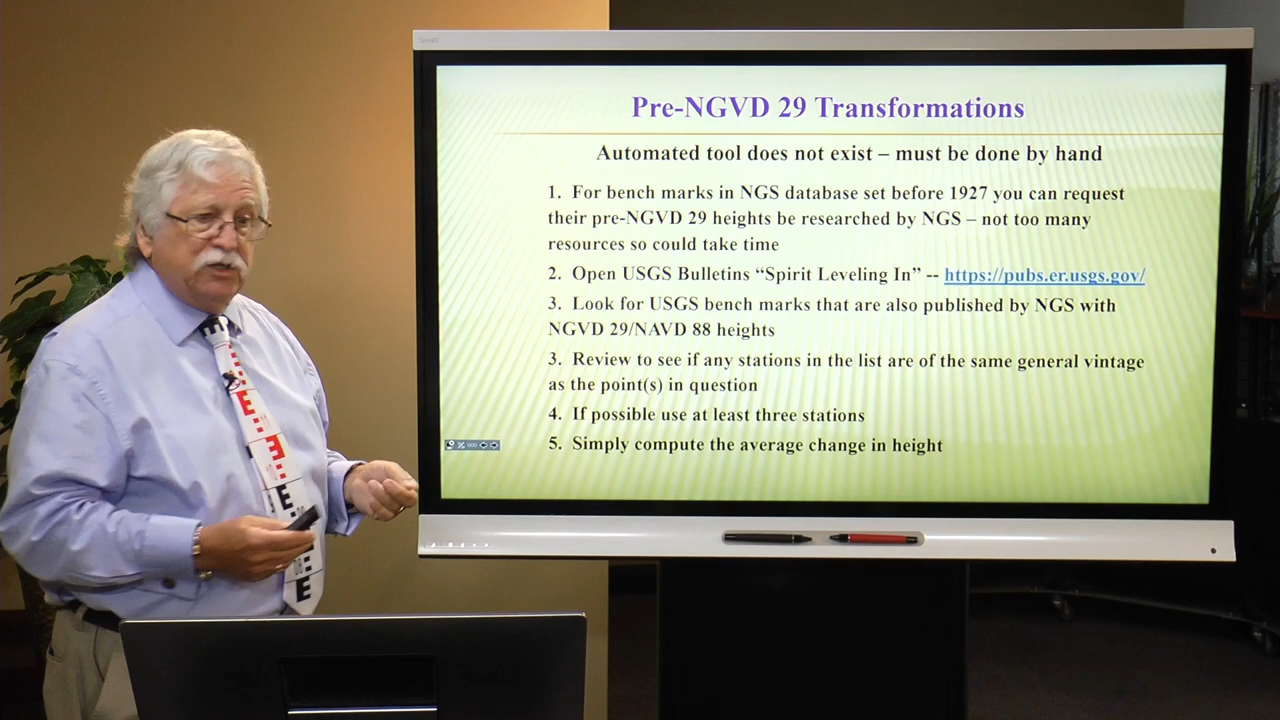 SMART
Pre-NGVD 29 Transformations
Automated tool does not exist – must be done by hand
1. For bench marks in NGS database set before 1927 you can request
their pre-NGVD 29 heights be researched by NGS – not too many
resources so could take time
2. Open USGS Bulletins “Spirit Leveling In” -- https://pubs.er.usgs.gov/
3. Look for USGS bench marks that are also published by NGS with
NGVD 29/NAVD 88 heights
3. Review to see if any stations in the list are of the same general vintage
as the point(s) in question
4. If possible use at least three stations
5. Simply compute the average change in height